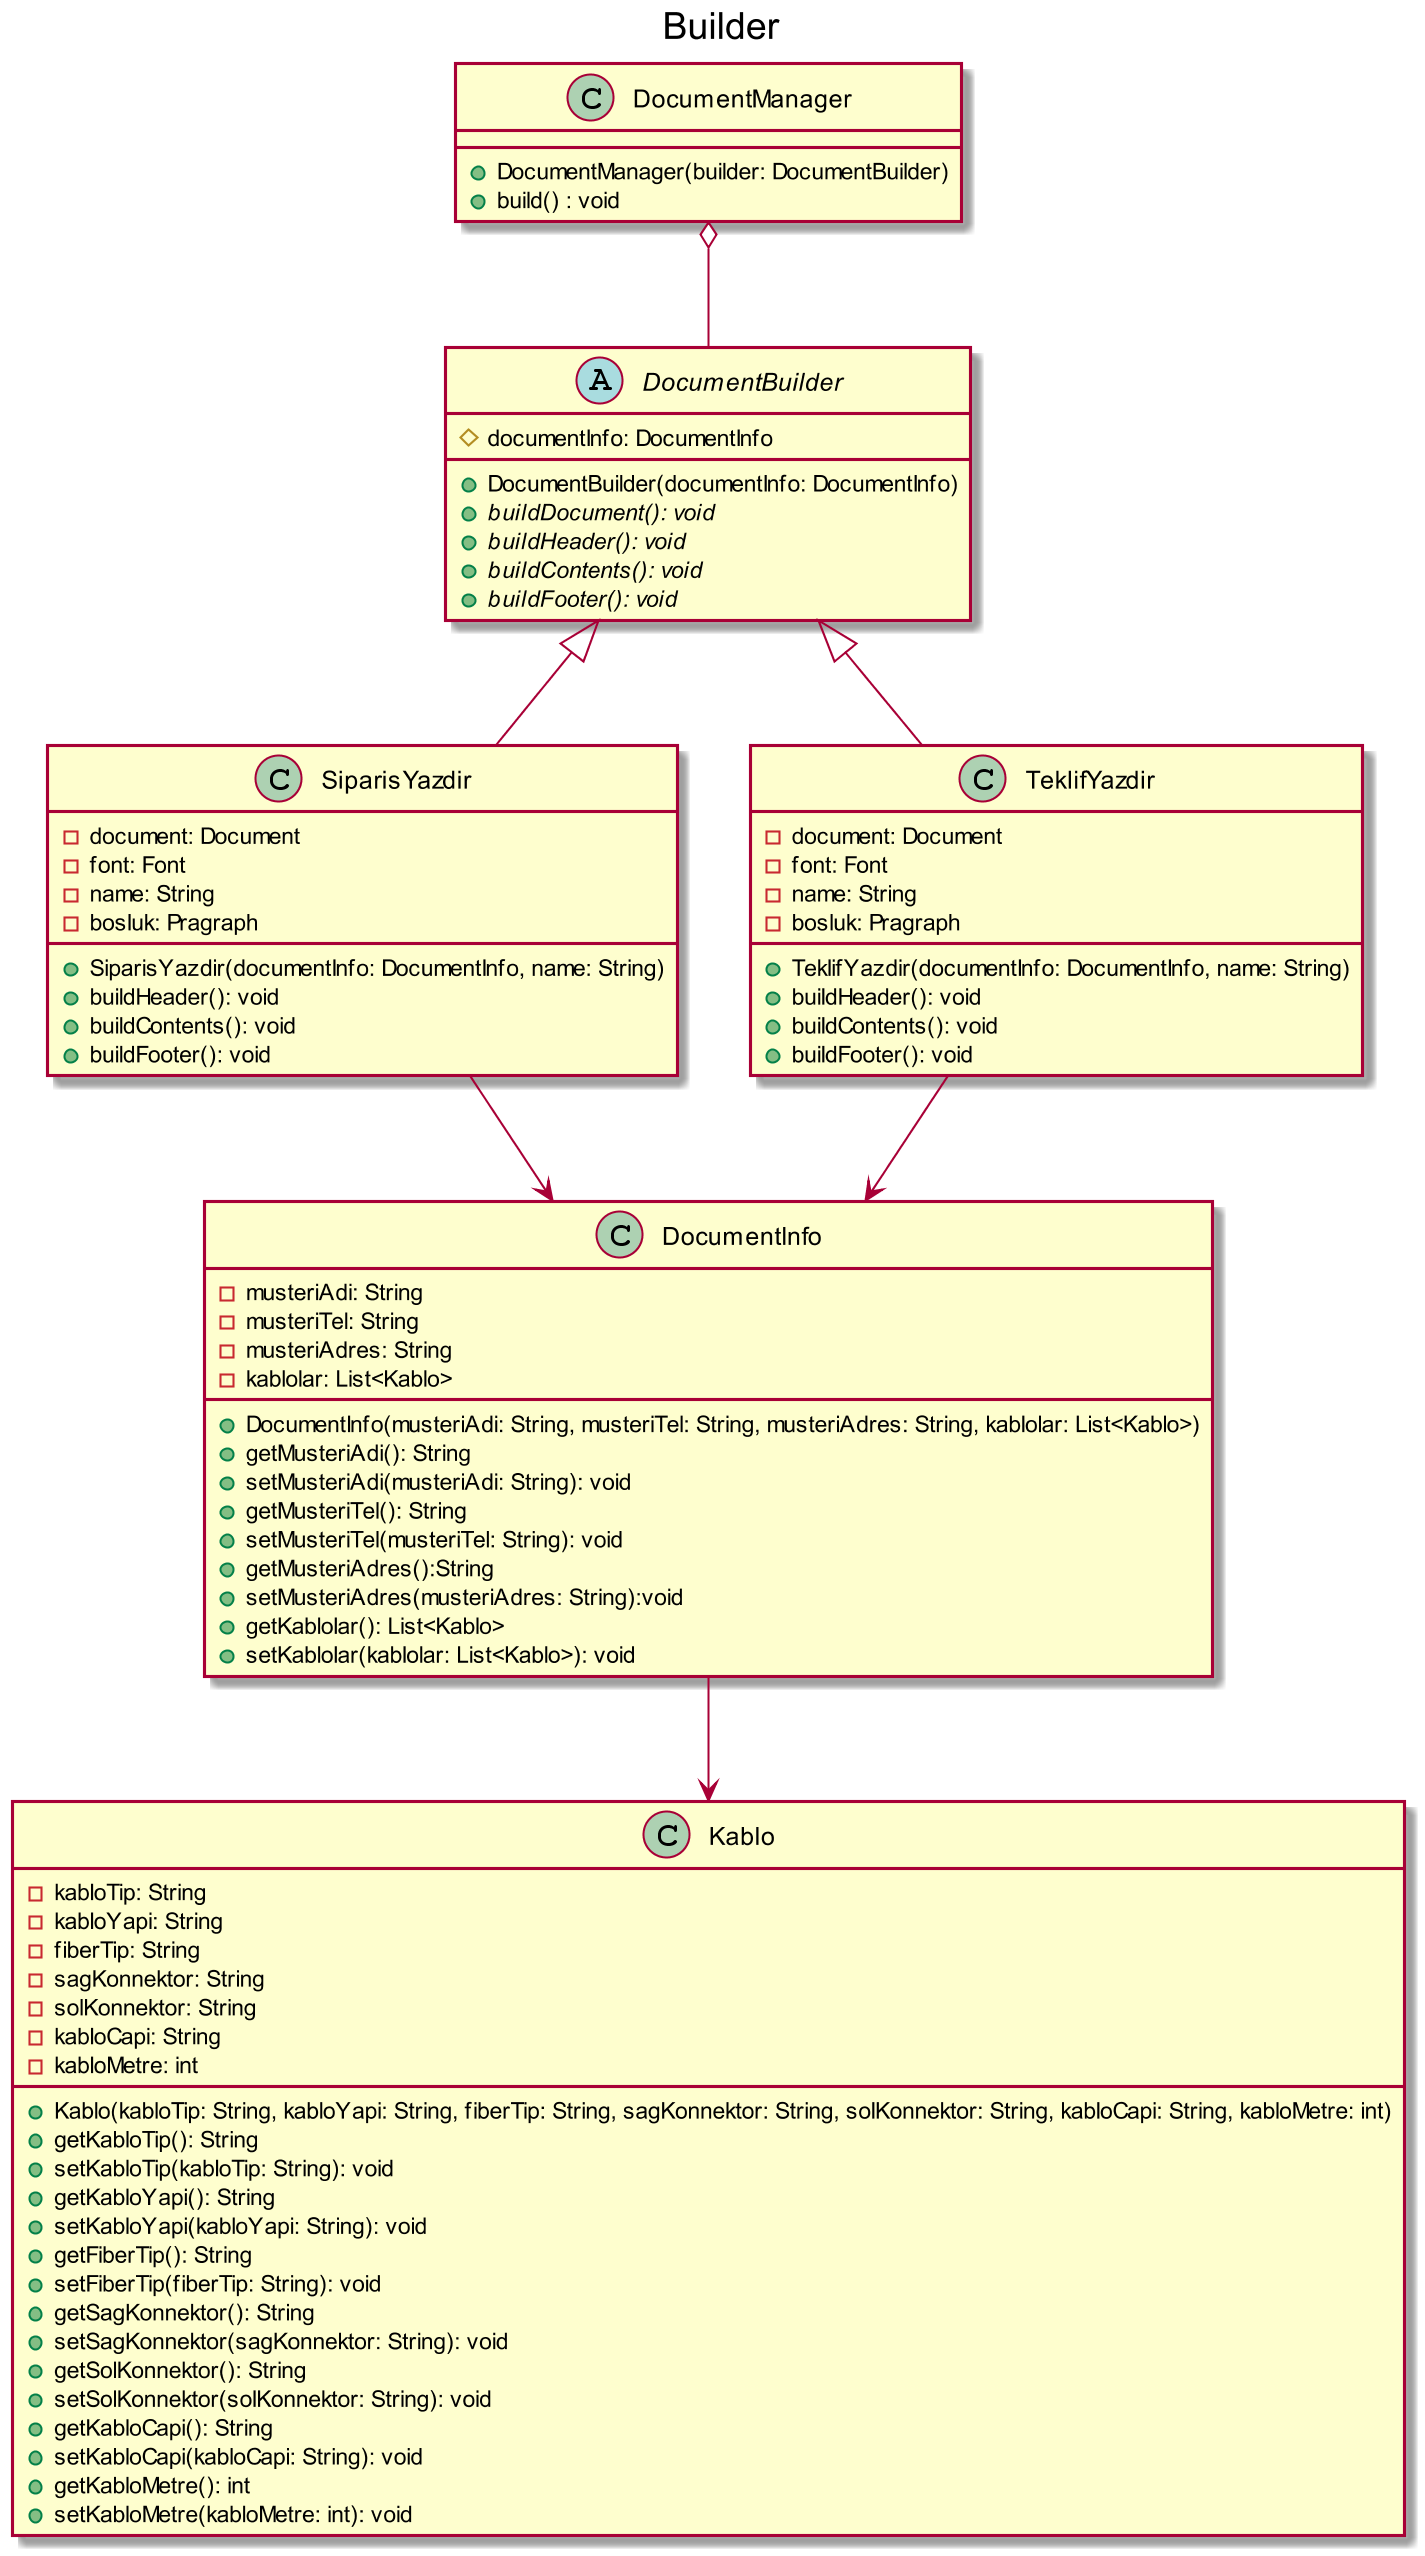 Builder
C DocumentManager
DocumentManager(builder: DocumentBuilder)
build() : void
A DocumentBuilder
documentInfo: DocumentInfo
DocumentBuilder(documentInfo: DocumentInfo)
buildDocument(): void
buildHeader(): void
buildContents(): void
buildFooter(): void
C SiparisYazdir
document: Document
font: Font
name: String
bosluk: Pragraph
SiparisYazdir(documentInfo: DocumentInfo, name: String)
buildHeader(): void
buildContents(): void
buildFooter(): void
C TeklifYazdir
document: Document
font: Font
name: String
bosluk: Pragraph
TeklifYazdir(documentInfo: DocumentInfo, name: String)
buildHeader(): void
buildContents(): void
buildFooter(): void
C DocumentInfo
musteriAdi: String
musteriTel: String
musteriAdres: String
kablolar: List<Kablo>
DocumentInfo(musteriAdi: String, musteriTel: String, musteriAdres: String, kablolar: List<Kablo>)
getMusteriAdi(): String
setMusteriAdi(musteriAdi: String): void
getMusteriTel(): String
setMusteriTel(musteriTel: String): void
getMusteriAdres():String
setMusteriAdres(musteriAdres: String):void
getKablolar(): List<Kablo>
setKablolar(kablolar: List<Kablo>): void
C Kablo
kabloTip: String
kabloYapi: String
fiberTip: String
sagKonnektor: String
solKonnektor: String
kabloCapi: String
kabloMetre: int
Kablo(kabloTip: String, kabloYapi: String, fiberTip: String, sagKonnektor: String, solKonnektor: String, kabloCapi: String, kabloMetre: int)
getKabloTip(): String
setKabloTip(kabloTip: String): void
getKabloYapi(): String
setKabloYapi(kabloYapi: String): void
getFiberTip(): String
setFiberTip(fiberTip: String): void
getSagKonnektor(): String
setSagKonnektor(sagKonnektor: String): void
getSolKonnektor(): String
setSolKonnektor(solKonnektor: String): void
getKabloCapi(): String
setKabloCapi(kabloCapi: String): void
getKabloMetre(): int
setKabloMetre(kabloMetre: int): void